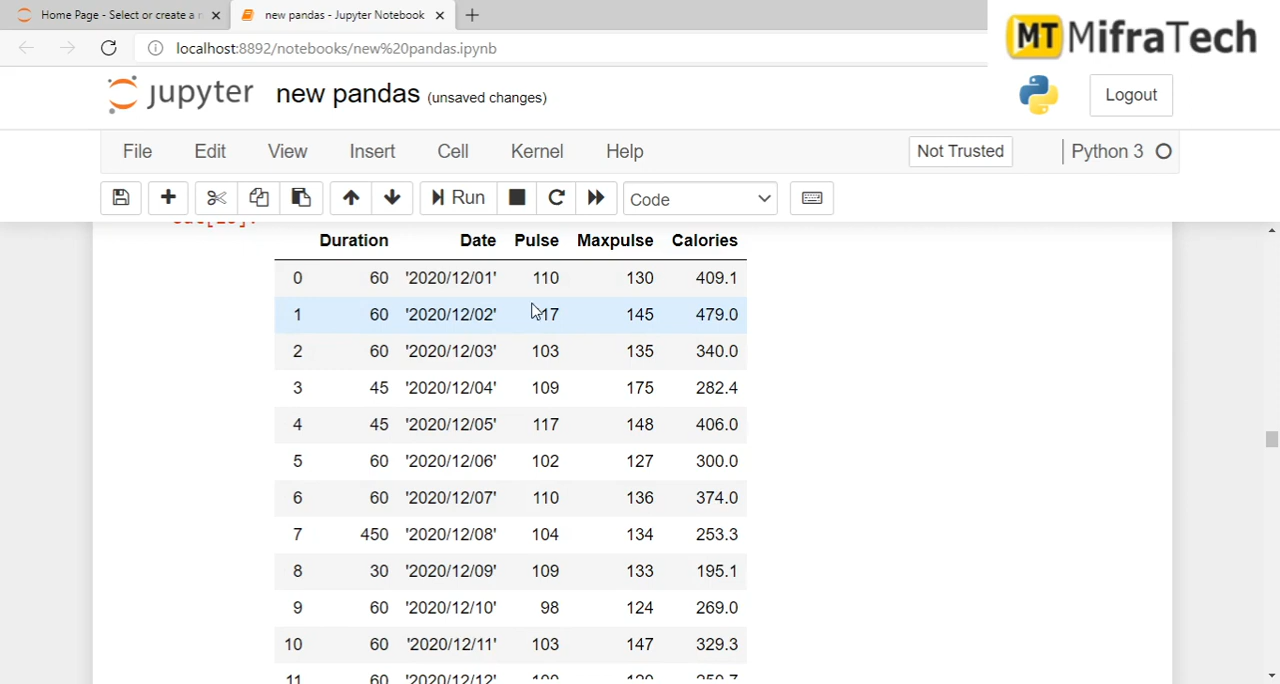 Home Page - Select or create a
new pandas - Jupyter Notebook
localhost:8892/notebooks/new%20pandas.ipynb
MT MifraTech
jupyter new pandas (unsaved changes)
Logout
File Edit View Insert Cell Kernel Help Not Trusted Python 3
Run Code
Duration Date Pulse Maxpulse Calories
0 60 '2020/12/01' 110 130 409.1
1 60 '2020/12/02' 145 479.0
2 60 '2020/12/03' 103 135 340.0
3 45 '2020/12/04' 109 175 282.4
4 45 '2020/12/05' 117 148 406.0
5 60 '2020/12/06' 102 127 300.0
6 60 '2020/12/07' 110 136 374.0
7 450 '2020/12/08' 104 134 253.3
8 30 '2020/12/09' 109 133 195.1
9 60 '2020/12/10' 98 124 269.0
10 60 '2020/12/11' 103 147 329.3
11 60 '2020/12/12'